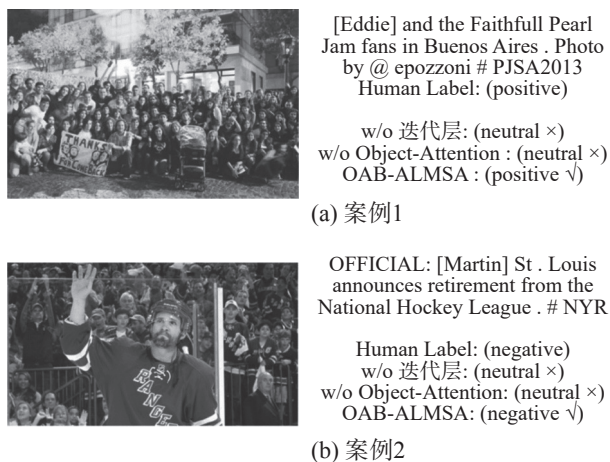 [Eddie] and the Faithfull Pearl
Jam fans in Buenos Aires . Photo
by @ epozzoni # PJSA2013
Human Label: (positive)
w/o 迭代层: (neutral ×)
w/o Object-Attention : (neutral ×)
OAB-ALMSA : (positive √)
THANKS
(a) 案例1
OFFICIAL: [Martin] St . Louis
announces retirement from the
National Hockey League . # NYR
Human Label: (negative)
w/o 迭代层: (neutral ×)
w/o Object-Attention: (neutral ×)
OAB-ALMSA: (negative √)
RANGE
(b) 案例2